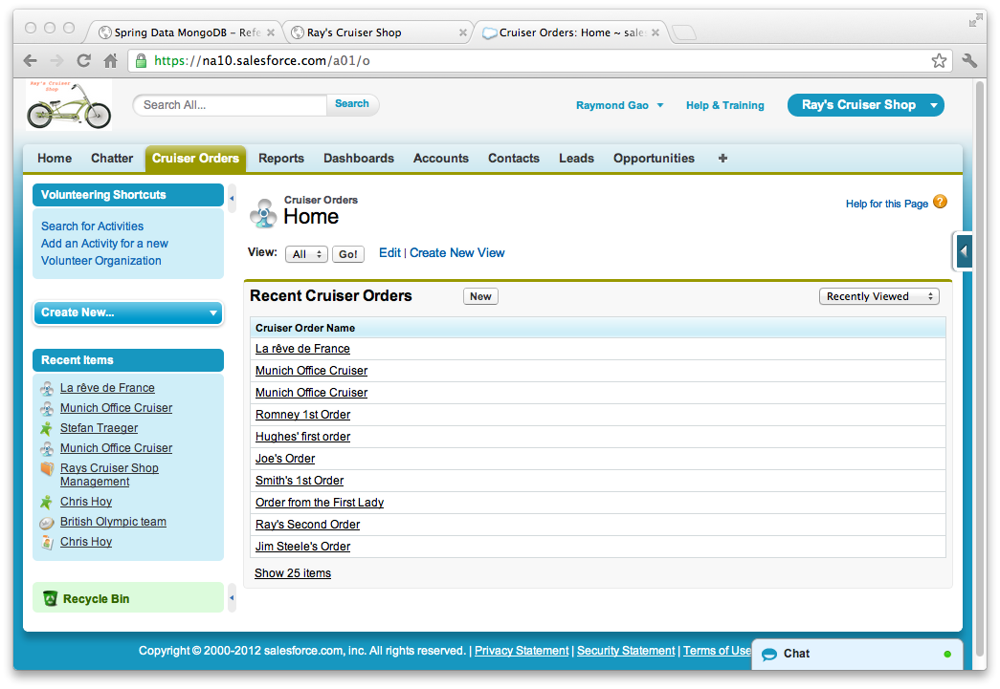 Spring Data MongoDB – Refe
Ray's Cruiser Shop
Cruiser Orders: Home ~ sales
https://na10.salesforce.com/a01/o
Ray's Cruiser
Shop
Search All...
Search
Raymond Gao
Help & Training
Ray's Cruiser Shop
Home
Chatter
Cruiser Orders
Reports
Dashboards
Accounts
Contacts
Leads
Opportunities
+
Volunteering Shortcuts
Search for Activities
Add an Activity for a new
Volunteer Organization
Create New...
Recent Items
La rêve de France
Munich Office Cruiser
Stefan Traeger
Munich Office Cruiser
Rays Cruiser Shop
Management
Chris Hoy
British Olympic team
Chris Hoy
Recycle Bin
Cruiser Orders
Home
Help for this Page ?
View: All Go! Edit | Create New View
Recent Cruiser Orders
New
Recently Viewed
Cruiser Order Name
La rêve de France
Munich Office Cruiser
Munich Office Cruiser
Romney 1st Order
Hughes' first order
Joe's Order
Smith's 1st Order
Order from the First Lady
Ray's Second Order
Jim Steele's Order
Show 25 items
Copyright © 2000-2012 salesforce.com, inc. All rights reserved. | Privacy Statement | Security Statement | Terms of Use
Chat